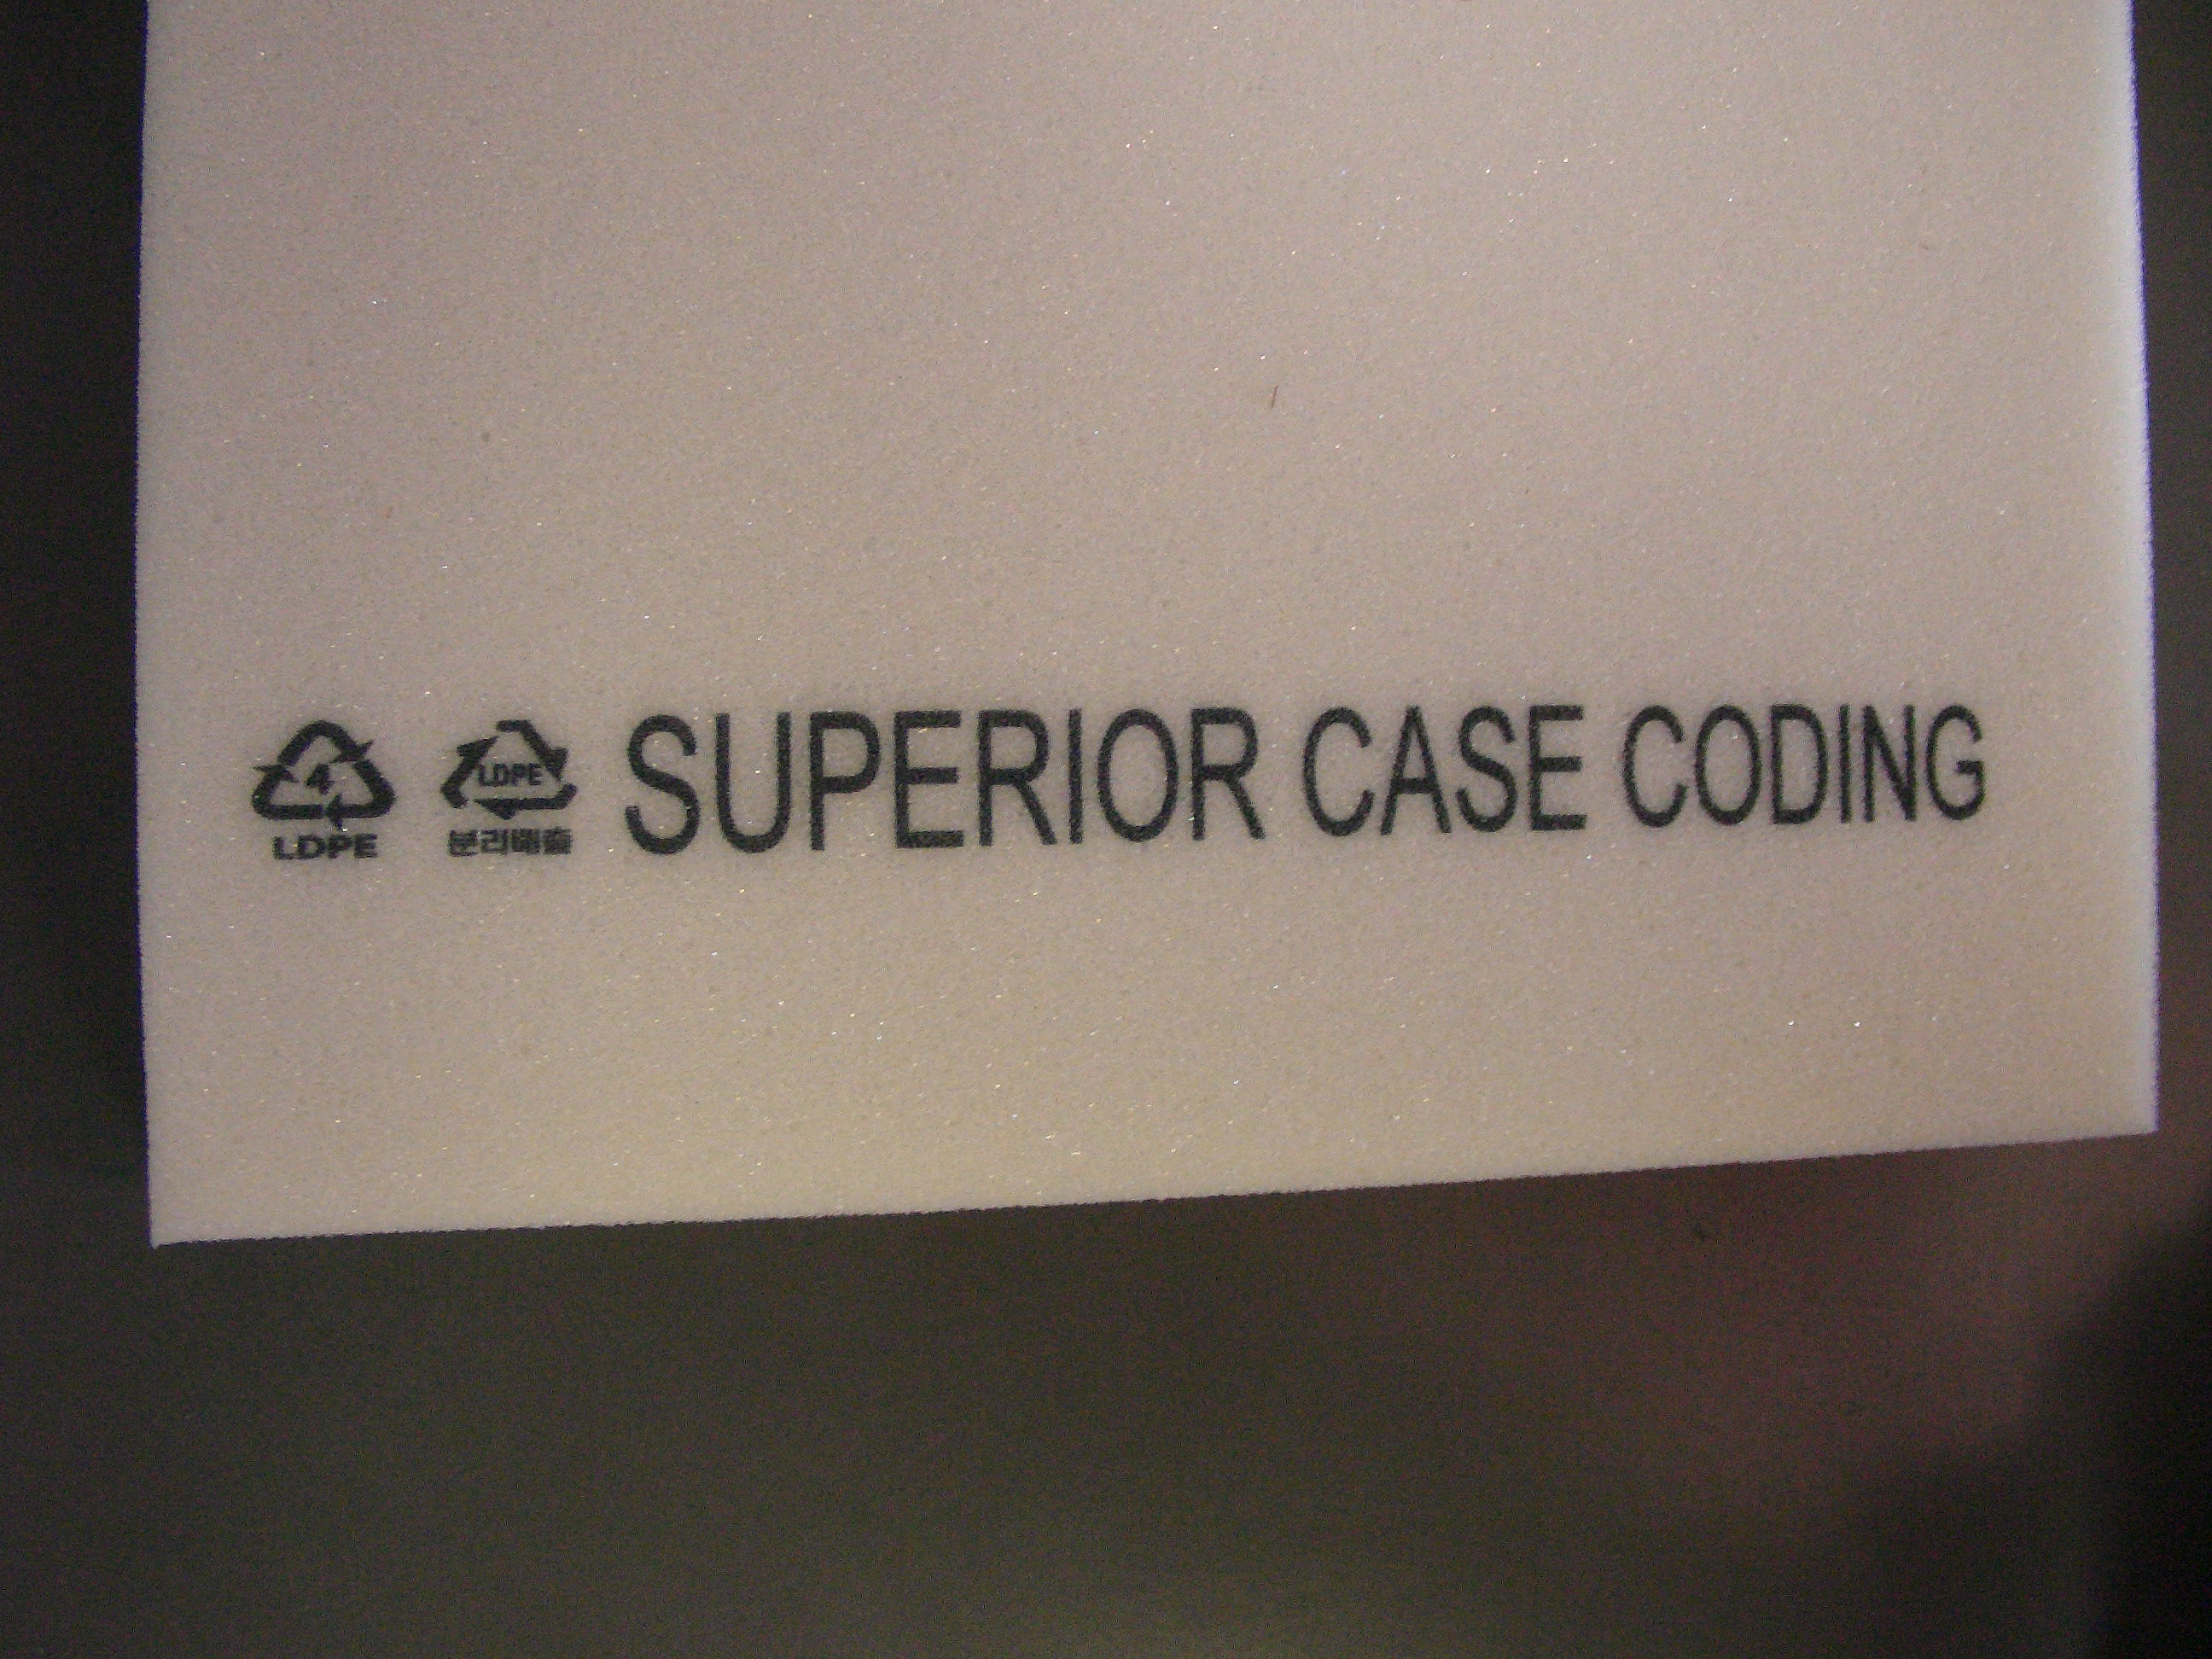 4
LDPE
LDPE
분리배출
SUPERIOR CASE CODING